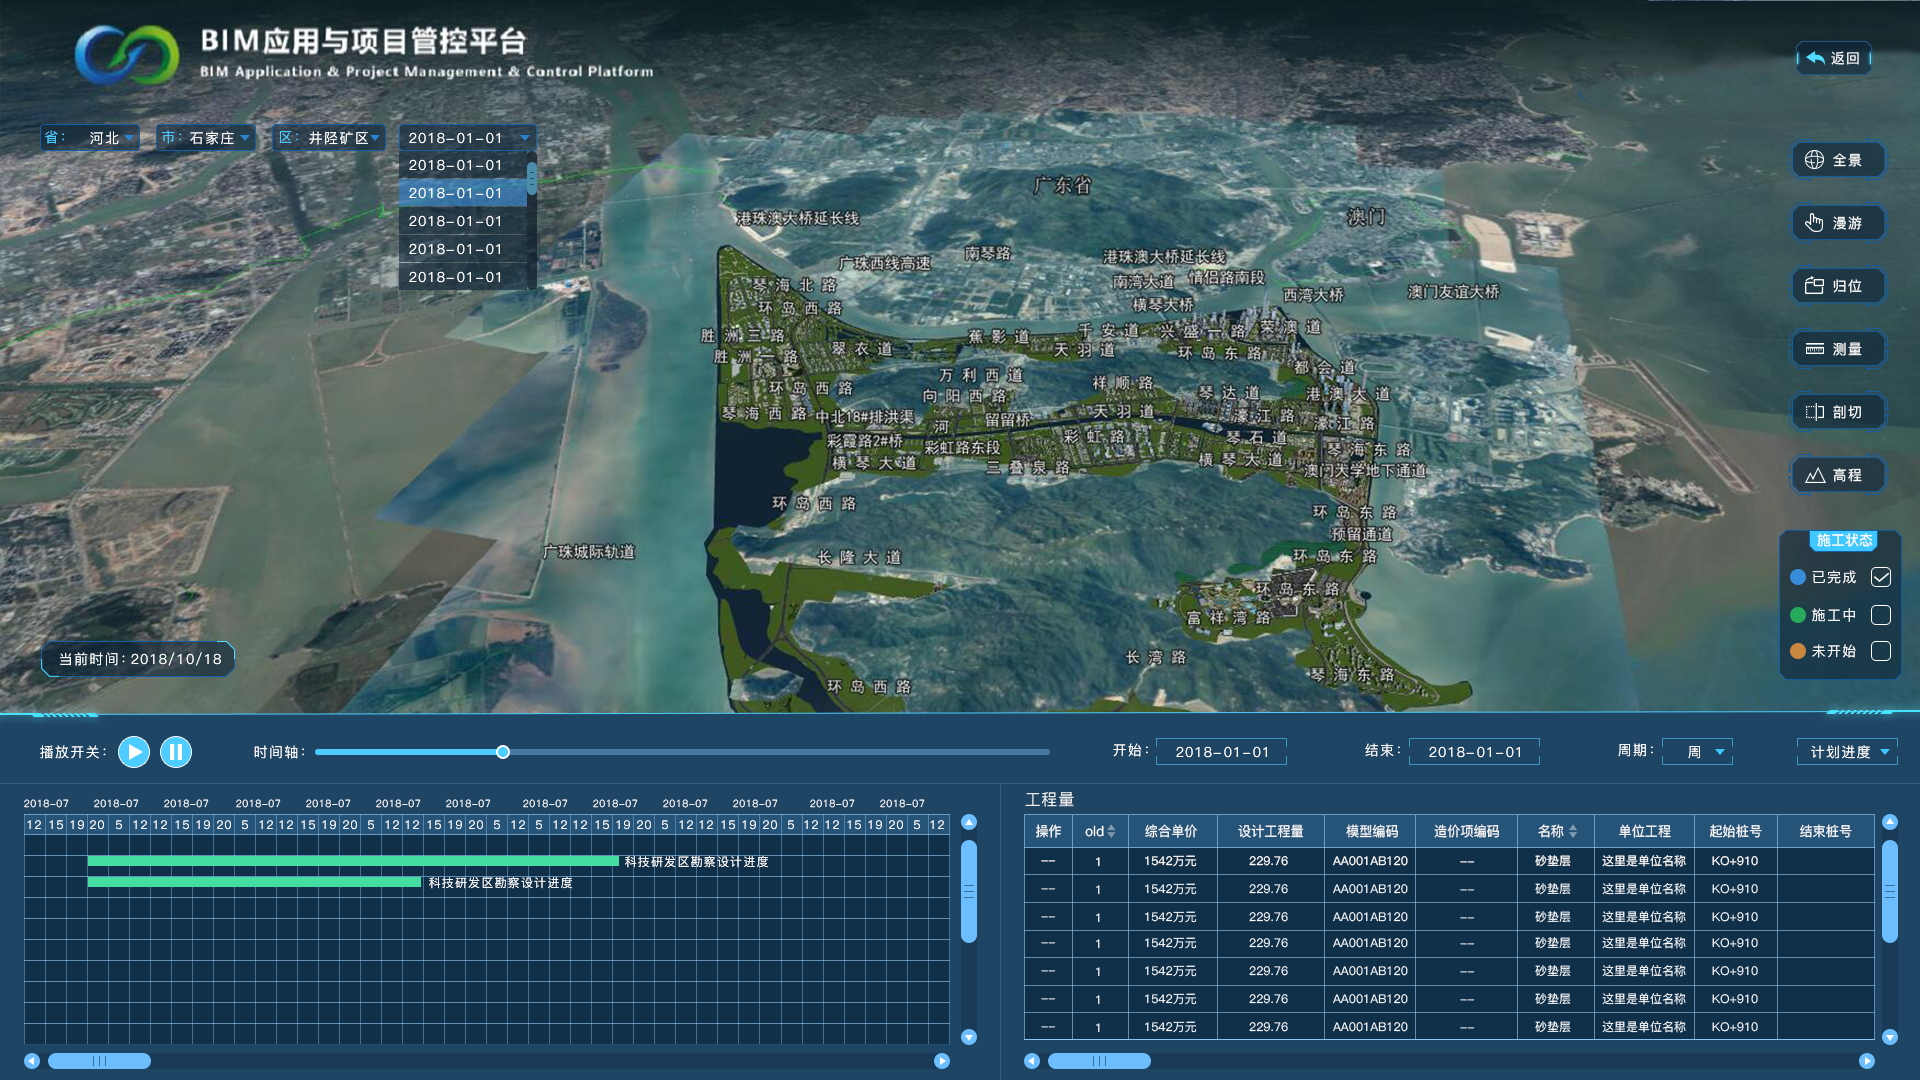 BIM应用与项目管控平台
BIM Application & Project Management & Control Platform
返回
省： 河北 市： 石家庄 区： 井陉矿区 2018-01-01
2018-01-01
2018-01-01
2018-01-01
2018-01-01
2018-01-01
全景
漫游
归位
测量
剖切
高程
广东省
澳门
港珠澳大桥延长线
南琴路
广珠西线高速
港珠澳大桥延长线
南湾大道
情侣路南段
横琴大桥
西湾大桥
澳门友谊大桥
琴海北路
环岛西路
胜洲三路
胜洲二路
翠衣道
蕉影道
千安道
天羽道
兴盛一路
荣澳道
环岛东路
都会道
环岛西路
万利西道
向阳西路
祥顺路
琴达道
港澳大道
琴海西路
中北18#排洪渠
河
留留桥
天羽道
濠江路
濠江路
彩霞路2#桥
彩虹路东段
彩虹路
琴石道
琴海东路
横琴大道
三叠泉路
横琴大道
澳门大学地下通道
环岛西路
环岛东路
预留通道
广珠城际轨道
长隆大道
环岛东路
环岛东路
富祥湾路
长湾路
琴海东路
环岛西路
施工状态
已完成
施工中
未开始
当前时间：2018/10/18
播放开关： 时间轴： 开始： 2018-01-01 结束： 2018-01-01 周期： 周 计划进度
2018-07 2018-07 2018-07 2018-07 2018-07 2018-07 2018-07 2018-07 2018-07 2018-07 2018-07 2018-07 2018-07
12 15 19 20 5 12 12 15 19 20 5 12 12 15 19 20 5 12 12 15 19 20 5 12 5 12 12 15 19 20 5 12 12 15 19 20 5 12 12 15 19 20 5 12
科技研发区勘察设计进度
科技研发区勘察设计进度
工程量
操作 old 综合单价 设计工程量 模型编码 造价项编码 名称 单位工程 起始桩号 结束桩号
-- 1 1542万元 229.76 AA001AB120 -- 砂垫层 这里是单位名称 KO+910
-- 1 1542万元 229.76 AA001AB120 -- 砂垫层 这里是单位名称 KO+910
-- 1 1542万元 229.76 AA001AB120 -- 砂垫层 这里是单位名称 KO+910
-- 1 1542万元 229.76 AA001AB120 -- 砂垫层 这里是单位名称 KO+910
-- 1 1542万元 229.76 AA001AB120 -- 砂垫层 这里是单位名称 KO+910
-- 1 1542万元 229.76 AA001AB120 -- 砂垫层 这里是单位名称 KO+910
-- 1 1542万元 229.76 AA001AB120 -- 砂垫层 这里是单位名称 KO+910